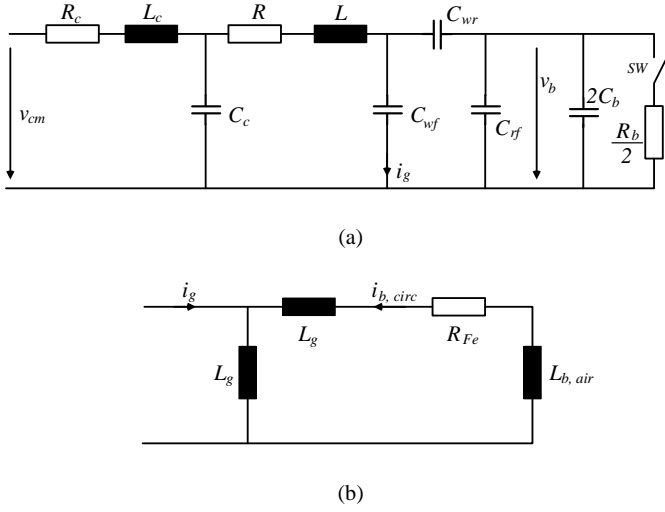 R_c L_c R L C_wr
v_cm C_c C_wf C_rf v_b 2C_b SW
R_b
2
i_g
(a)
i_g i_b, circ
L_g R_Fe
L_g L_b, air
(b)